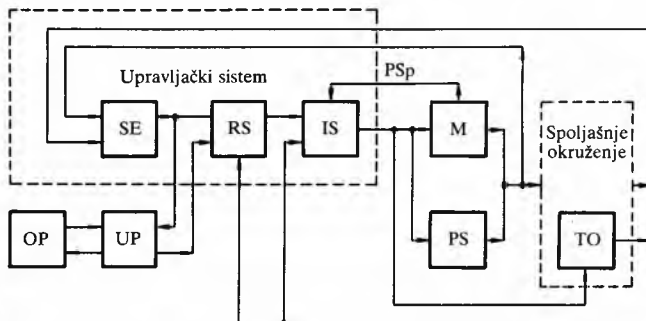 Upravljački sistem
PSp
SE
RS
IS
M
Spoljašnje
okruženje
OP
UP
PS
TO